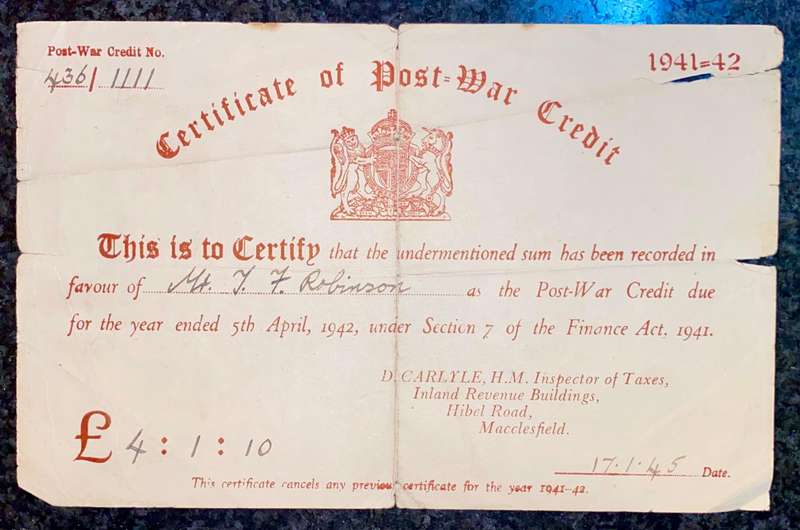 Post-War Credit No.
436/1111
1941=42
Certificate of Post=War Credit
This is to Certify that the undermentioned sum has been recorded in
favour of Mr. T. F. Robinson as the Post-War Credit due
for the year ended 5th April, 1942, under Section 7 of the Finance Act, 1941.
D. CARLYLE, H.M. Inspector of Taxes,
Inland Revenue Buildings,
Hibel Road,
Macclesfield.
£ 4 : 1 : 10
17.1.45 Date.
This certificate cancels any previous certificate for the year 1941-42.